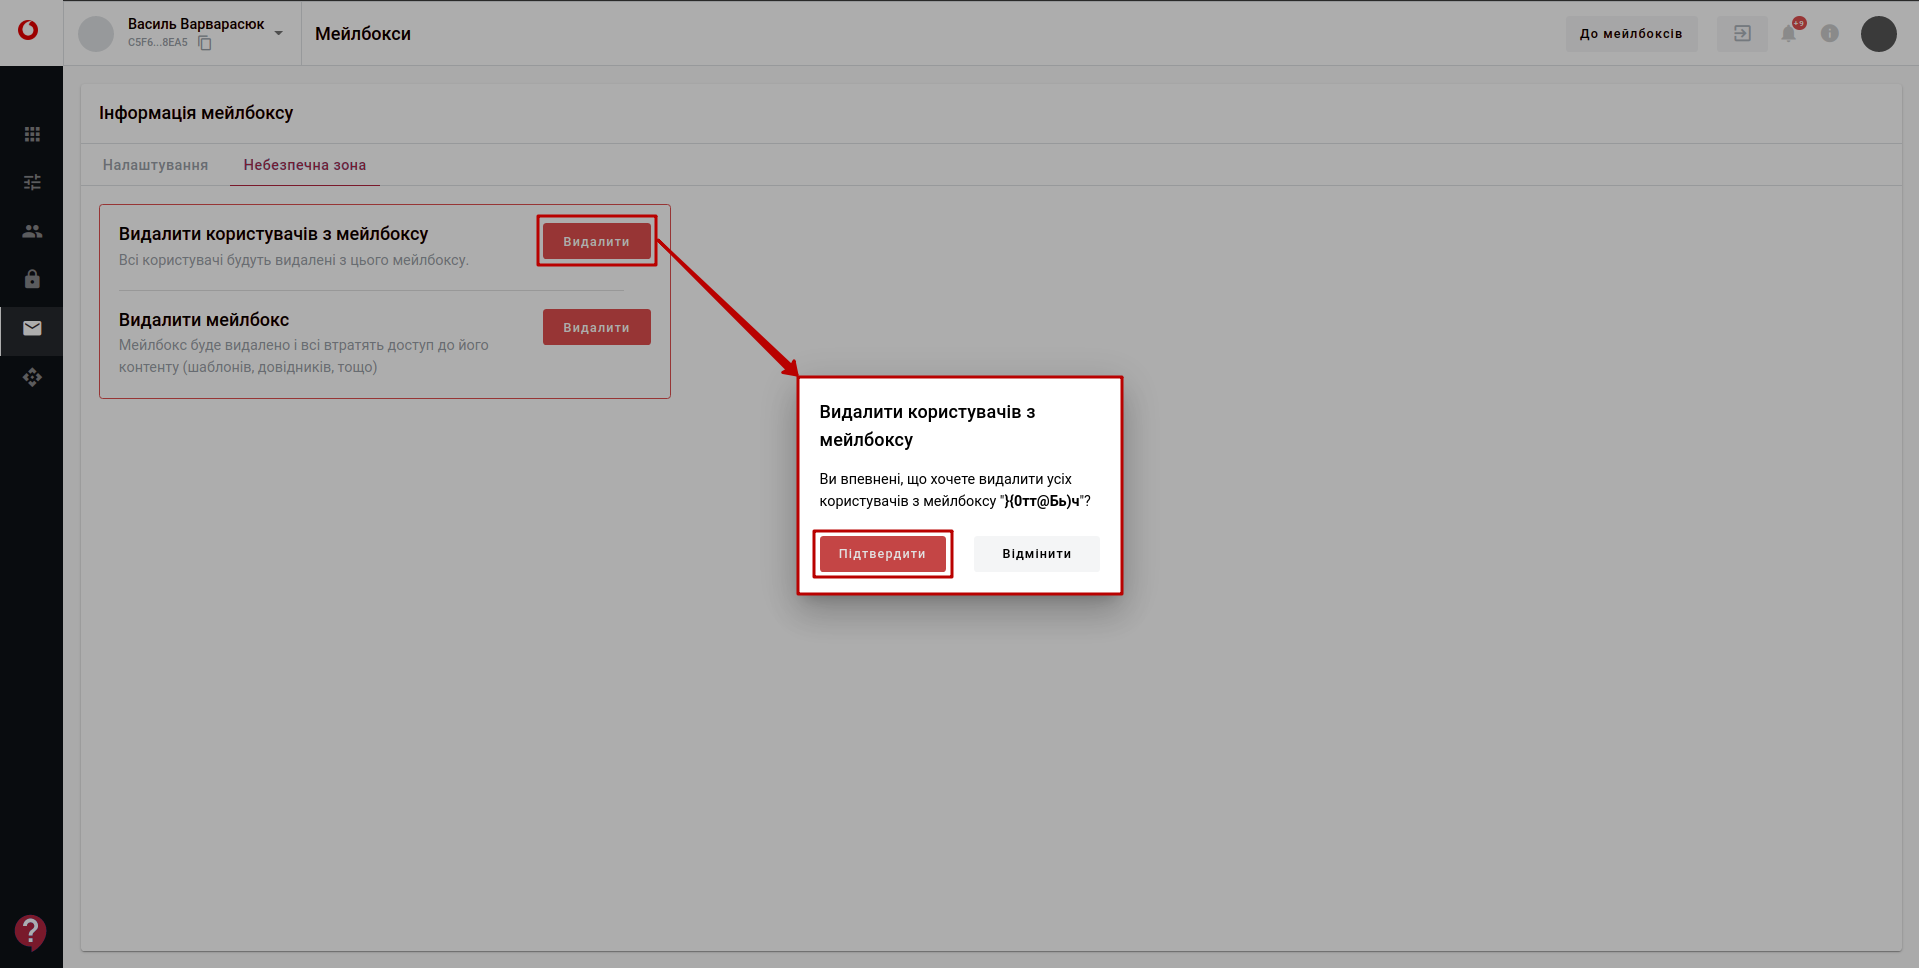 Василь Варварасюк
C5F6...8EA5
Мейлбокси
До мейлбоксів
+9
Інформація мейлбоксу
Налаштування
Небезпечна зона
Видалити користувачів з мейлбоксу
Всі користувачі будуть видалені з цього мейлбоксу.
Видалити
Видалити мейлбокс
Мейлбокс буде видалено і всі втратять доступ до його
контенту (шаблонів, довідників, тощо)
Видалити
Видалити користувачів з
мейлбоксу
Ви впевнені, що хочете видалити усіх
користувачів з мейлбоксу "}{0тт@Бь)ч"?
Підтвердити
Відмінити